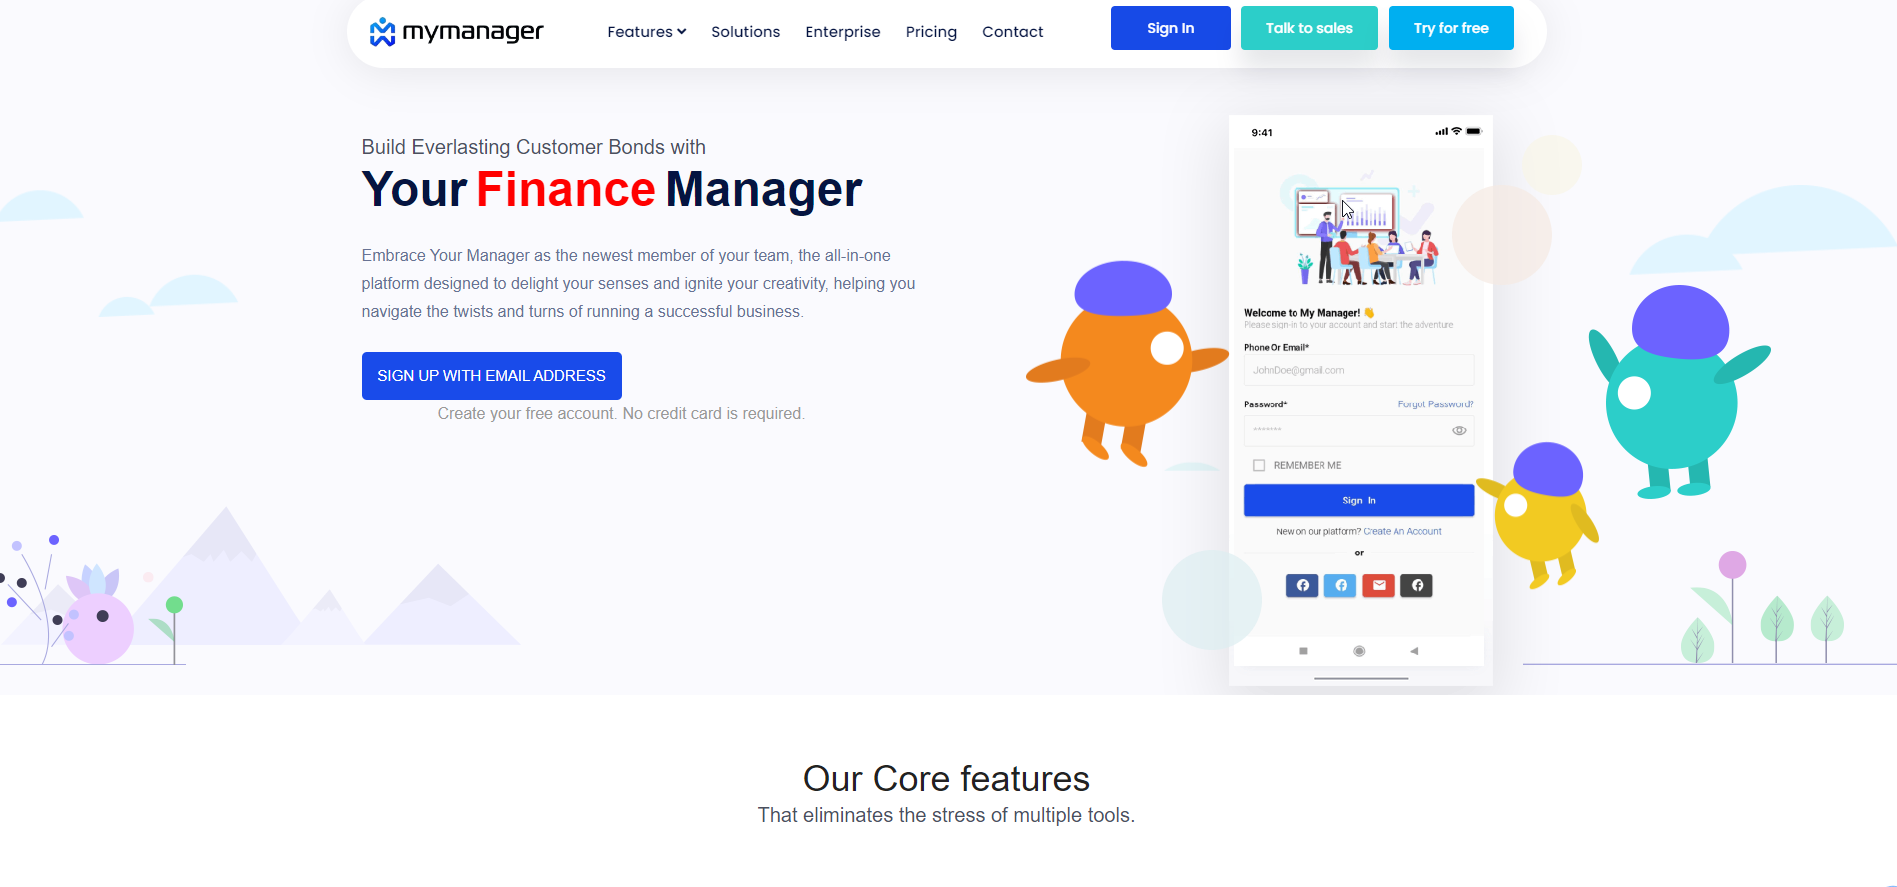 mymanager
Features
Solutions
Enterprise
Pricing
Contact
Sign In
Talk to sales
Try for free
Build Everlasting Customer Bonds with
Your Finance Manager
Embrace Your Manager as the newest member of your team, the all-in-one
platform designed to delight your senses and ignite your creativity, helping you
navigate the twists and turns of running a successful business.
SIGN UP WITH EMAIL ADDRESS
Create your free account. No credit card is required.
9:41
Welcome to My Manager! 👋
Please sign-in to your account and start the adventure
Phone Or Email*
JohnDoe@gmail.com
Password*
Forgot Password?
*******
REMEMBER ME
Sign In
New on our platform? Create An Account
or
Our Core features
That eliminates the stress of multiple tools.